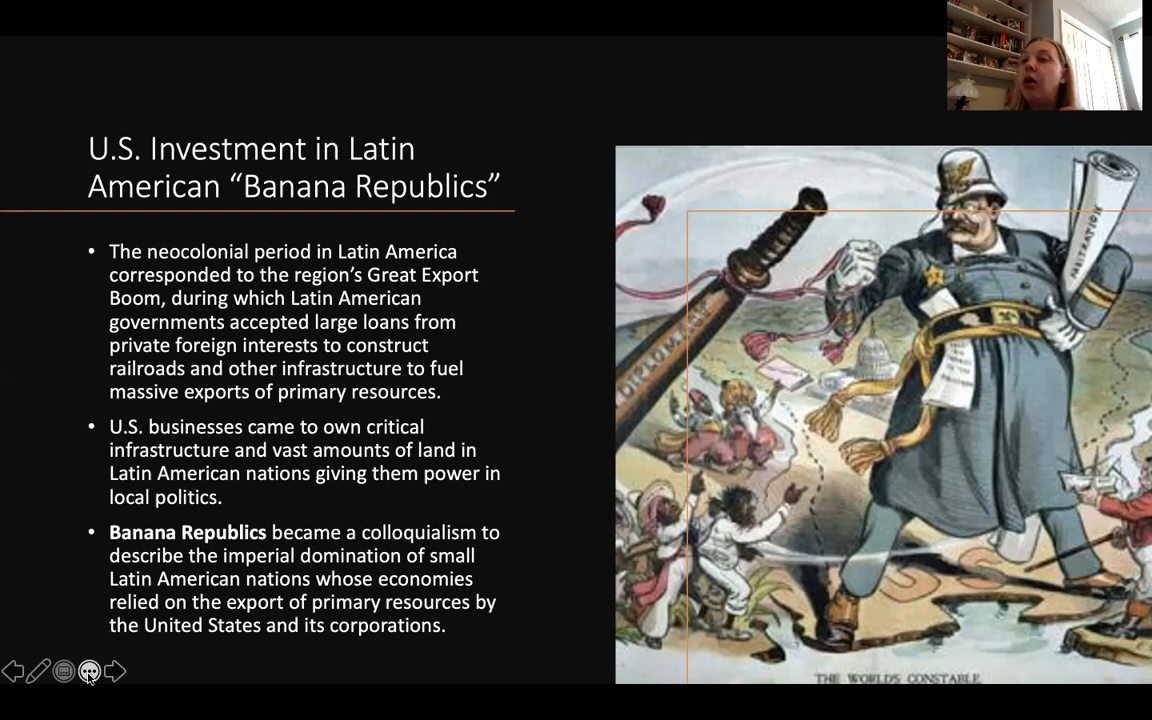 U.S. Investment in Latin
American “Banana Republics”
• The neocolonial period in Latin America
corresponded to the region’s Great Export
Boom, during which Latin American
governments accepted large loans from
private foreign interests to construct
railroads and other infrastructure to fuel
massive exports of primary resources.
• U.S. businesses came to own critical
infrastructure and vast amounts of land in
Latin American nations giving them power in
local politics.
• Banana Republics became a colloquialism to
describe the imperial domination of small
Latin American nations whose economies
relied on the export of primary resources by
the United States and its corporations.
DIPLOMACY
ARBITRATION
THE WORLD'S CONSTABLE.